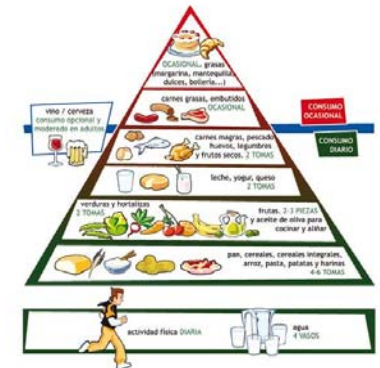 OCASIONAL, grasas
(margarina, mantequilla,
dulces, bollería...)
carnes grasas, embutidos
OCASIONAL
CONSUMO
OCASIONAL
vino / cerveza
consumo opcional y
moderado en adultos
CONSUMO
DIARIO
carnes magras, pescado
huevos, legumbres
y frutos secos. 2 TOMAS
leche, yogur, queso
2 TOMAS
verduras y hortalizas
2 TOMAS
frutas, 2-3 PIEZAS
y aceite de oliva para
cocinar y aliñar
pan, cereales, cereales integrales,
arroz, pasta, patatas y harinas
4-6 TOMAS
actividad física DIARIA
agua
4 VASOS